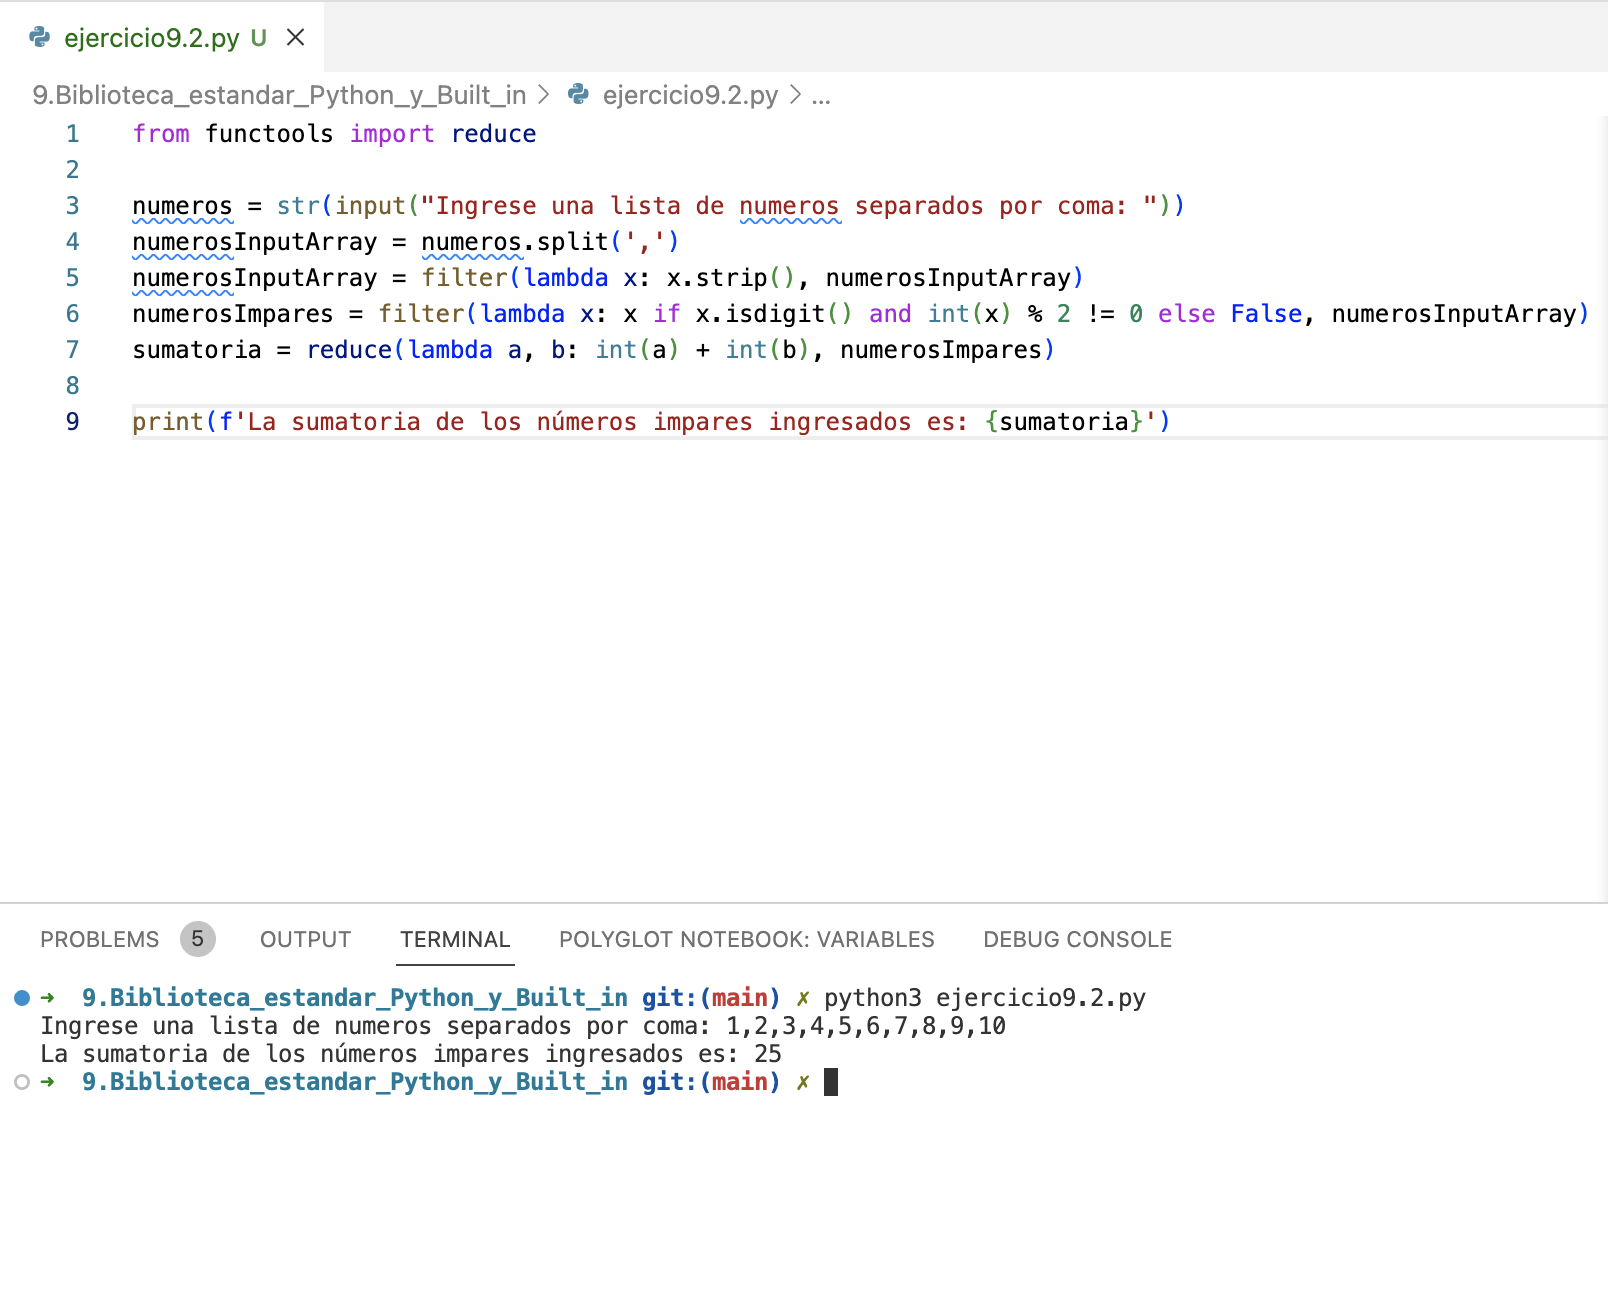 ejercicio9.2.py U
9.Biblioteca_estandar_Python_y_Built_in > ejercicio9.2.py > ...
1 from functools import reduce
2
3 numeros = str(input("Ingrese una lista de numeros separados por coma: "))
4 numerosInputArray = numeros.split(',')
5 numerosInputArray = filter(lambda x: x.strip(), numerosInputArray)
6 numerosImpares = filter(lambda x: x if x.isdigit() and int(x) % 2 != 0 else False, numerosInputArray)
7 sumatoria = reduce(lambda a, b: int(a) + int(b), numerosImpares)
8
9 print(f'La sumatoria de los números impares ingresados es: {sumatoria}')
PROBLEMS 5 OUTPUT TERMINAL POLYGLOT NOTEBOOK: VARIABLES DEBUG CONSOLE
➜ 9.Biblioteca_estandar_Python_y_Built_in git:(main) ✗ python3 ejercicio9.2.py
Ingrese una lista de numeros separados por coma: 1,2,3,4,5,6,7,8,9,10
La sumatoria de los números impares ingresados es: 25
➜ 9.Biblioteca_estandar_Python_y_Built_in git:(main) ✗